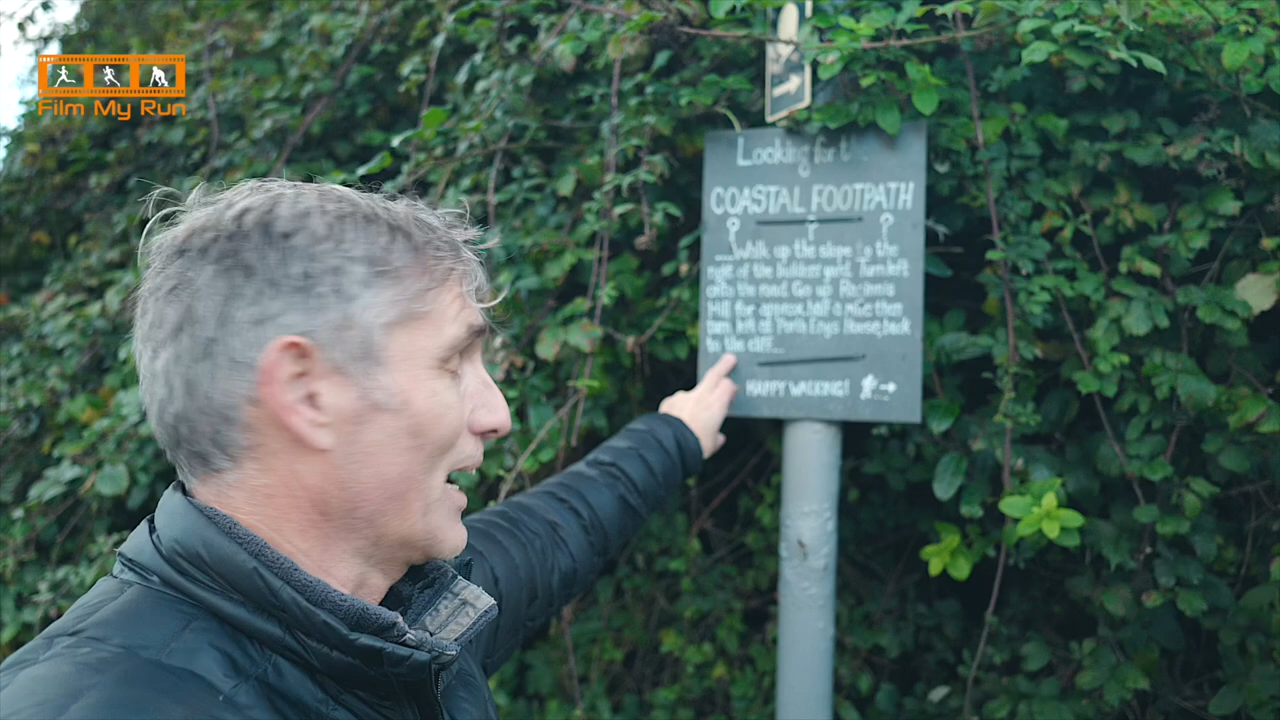 Film My Run
Looking for t
COASTAL FOOTPATH
...Walk up the slope to the
right of the builders yard. Turn left
onto the road. Go up
Hill for approx. half a mile then
turn left at Porth Enys House, back
to the cliff...
HAPPY WALKING!